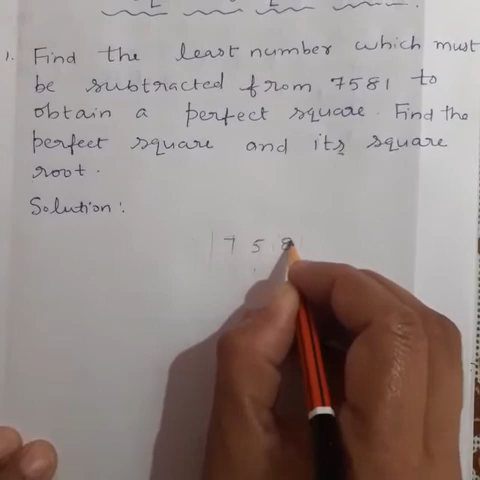 1. Find the least number which must
be subtracted from 7581 to
obtain a perfect square. Find the
perfect square and its square
root.
Solution:
7 5 8